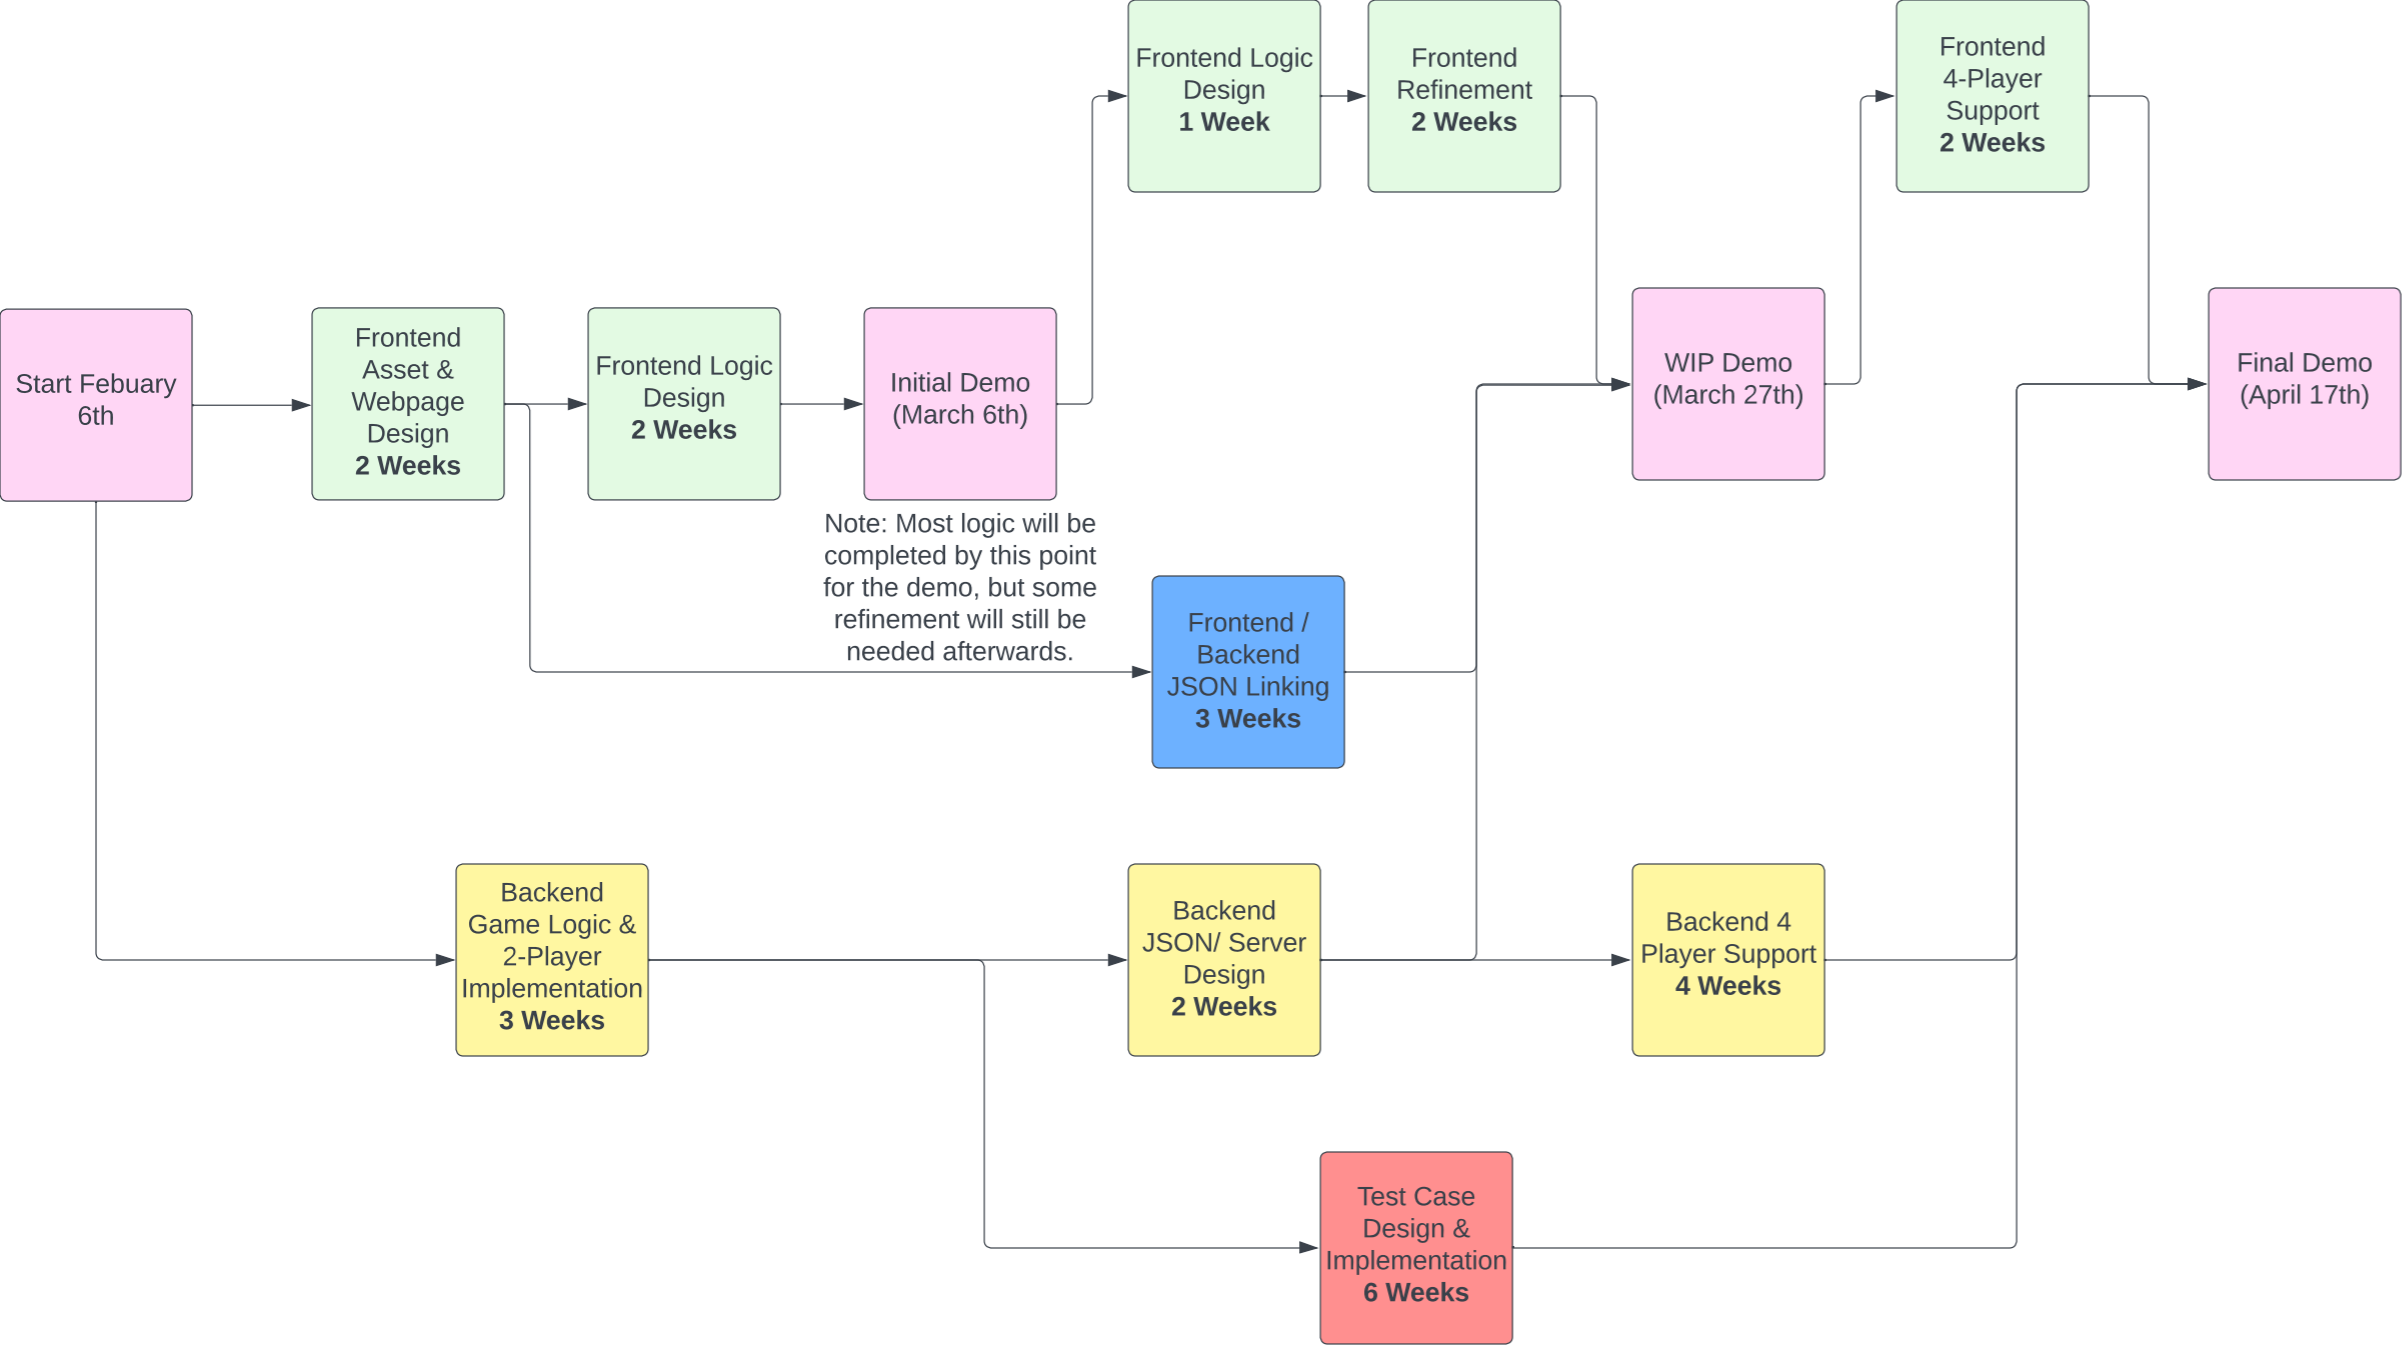 Frontend Logic
Design
1 Week
Frontend
Refinement
2 Weeks
Frontend
4-Player
Support
2 Weeks
Start Febuary
6th
Frontend
Asset &
Webpage
Design
2 Weeks
Frontend Logic
Design
2 Weeks
Initial Demo
(March 6th)
WIP Demo
(March 27th)
Final Demo
(April 17th)
Note: Most logic will be
completed by this point
for the demo, but some
refinement will still be
needed afterwards.
Frontend /
Backend
JSON Linking
3 Weeks
Backend
Game Logic &
2-Player
Implementation
3 Weeks
Backend
JSON/ Server
Design
2 Weeks
Backend 4
Player Support
4 Weeks
Test Case
Design &
Implementation
6 Weeks